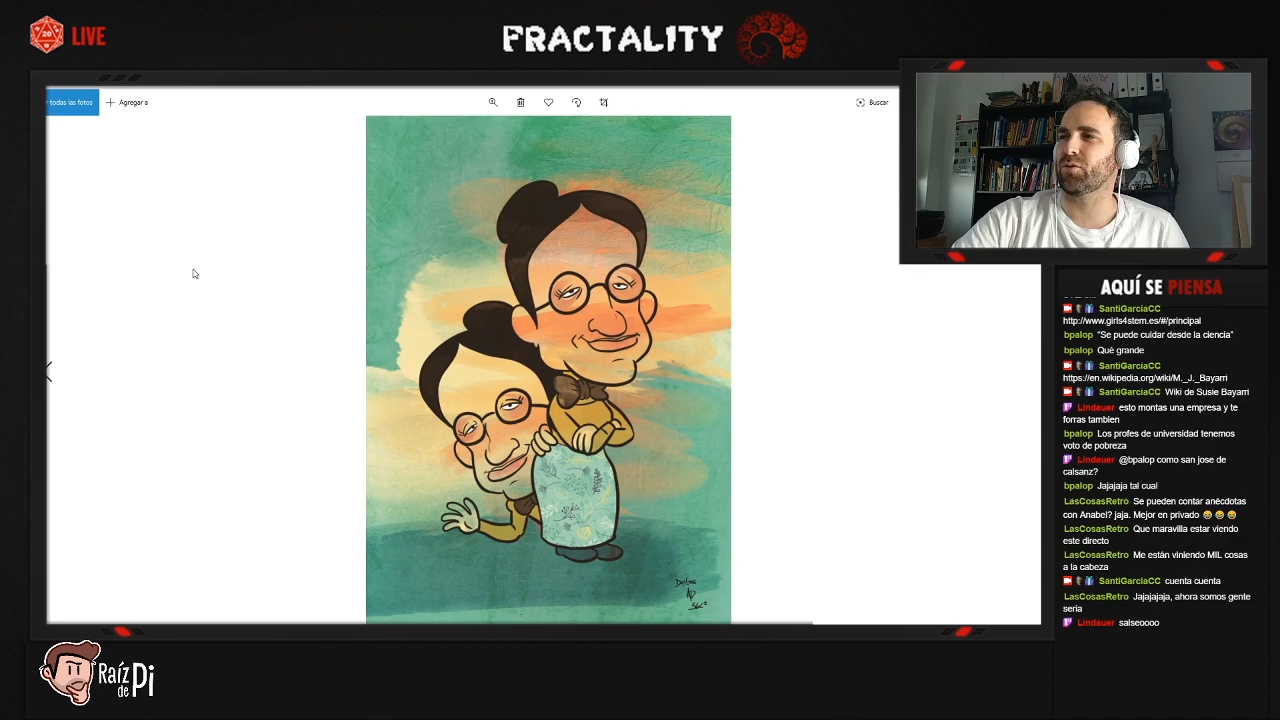 20
LIVE
FRACTALITY
todas las fotos
Agregar a
Buscar
AQUÍ SE PIENSA
SantiGarciaCC
http://www.girls4stem.es/#/principal
bpalop “Se puede cuidar desde la ciencia”
bpalop Qué grande
SantiGarciaCC
https://en.wikipedia.org/wiki/M._J._Bayarri
SantiGarciaCC Wiki de Susie Bayarri
Lindauer esto montas una empresa y te
forras tambien
bpalop Los profes de universidad tenemos
voto de pobreza
Lindauer @bpalop como san jose de
calsanz?
bpalop Jajajaja tal cual
LasCosasRetro Se pueden contar anécdotas
con Anabel? jaja. Mejor en privado 😄 😄 😄
LasCosasRetro Que maravilla estar viendo
este directo
LasCosasRetro Me están viniendo MIL cosas
a la cabeza
SantiGarciaCC cuenta cuenta
LasCosasRetro Jajajajaja, ahora somos gente
seria
Lindauer salseoooo
Raíz
de Pi